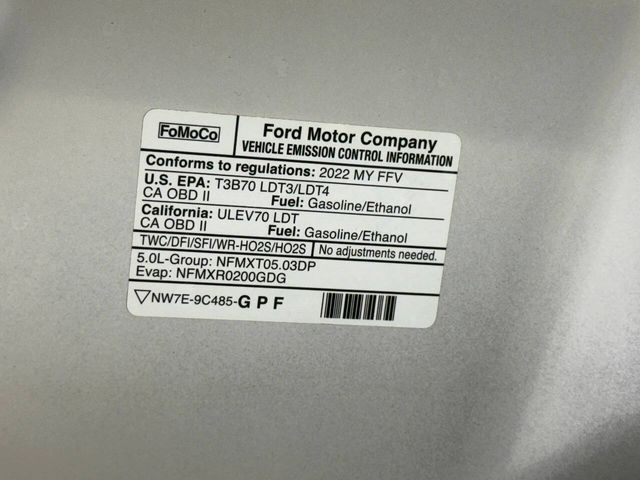 FoMoCo
Ford Motor Company
VEHICLE EMISSION CONTROL INFORMATION
Conforms to regulations: 2022 MY FFV
U.S. EPA: T3B70 LDT3/LDT4
CA OBD II Fuel: Gasoline/Ethanol
California: ULEV70 LDT
CA OBD II Fuel: Gasoline/Ethanol
TWC/DFI/SFI/WR-HO2S/HO2S No adjustments needed.
5.0L-Group: NFMXT05.03DP
Evap: NFMXR0200GDG
NW7E-9C485-GPF